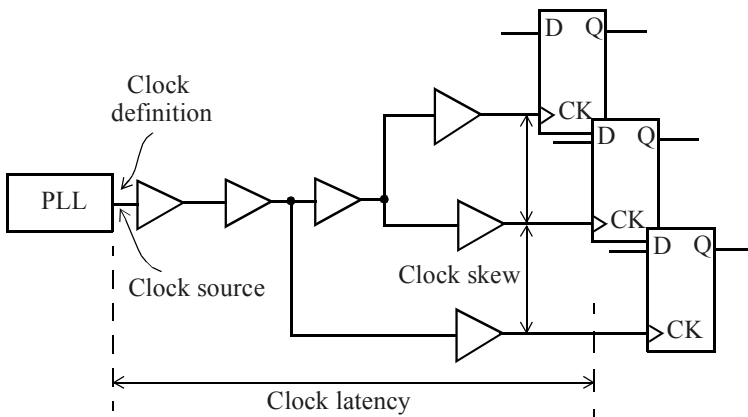 D Q
CK
Clock
definition
PLL
D Q
CK
Clock source
Clock skew
D Q
CK
Clock latency